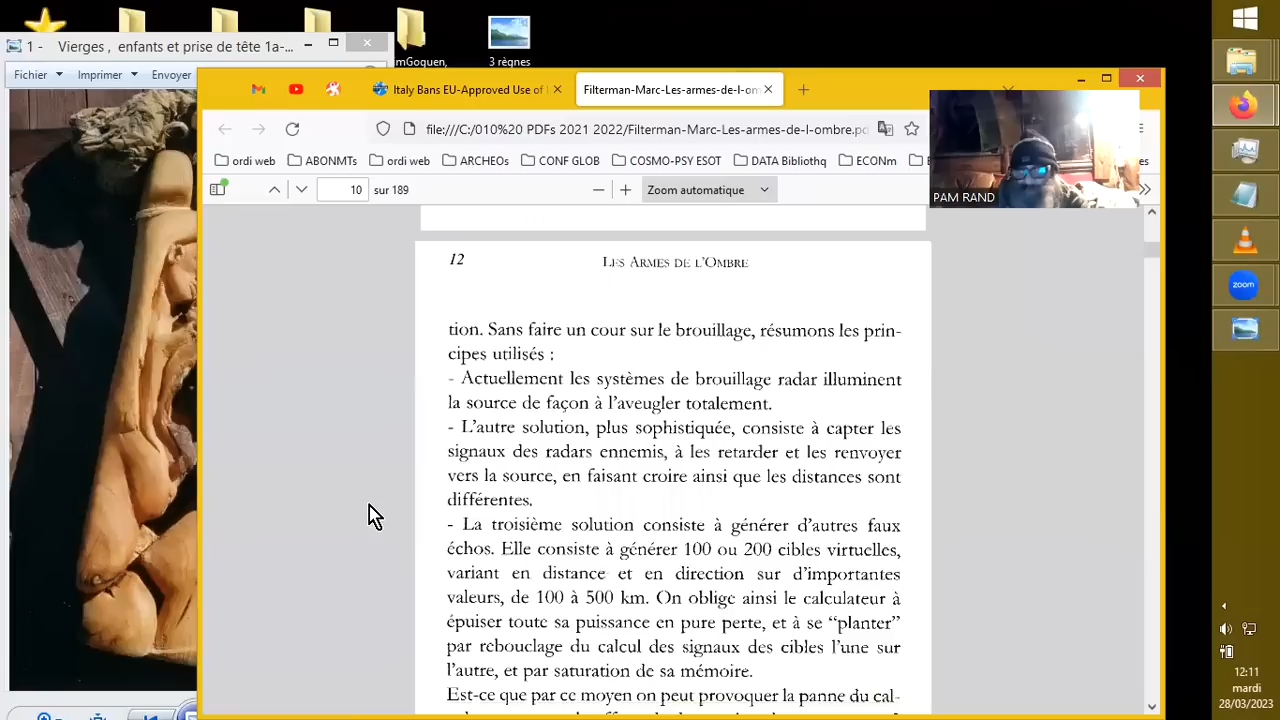 mGoquen,
3 règnes
1 - Vierges , enfants et prise de tête 1a-...
Fichier Imprimer Envoyer
Italy Bans EU-Approved Use of
Filterman-Marc-Les-armes-de-l-om
file:///C:/010%20 PDFs 2021 2022/Filterman-Marc-Les-armes-de-l-ombre.pd
ordi web ABONMTs ordi web ARCHEOs CONF GLOB COSMO-PSY ESOT DATA Bibliothq ECONm
10 sur 189 Zoom automatique
PAM RAND
12 LES ARMES DE L'OMBRE
tion. Sans faire un cour sur le brouillage, résumons les prin-
cipes utilisés :
- Actuellement les systèmes de brouillage radar illuminent
la source de façon à l'aveugler totalement.
- L'autre solution, plus sophistiquée, consiste à capter les
signaux des radars ennemis, à les retarder et les renvoyer
vers la source, en faisant croire ainsi que les distances sont
différentes.
- La troisième solution consiste à générer d'autres faux
échos. Elle consiste à générer 100 ou 200 cibles virtuelles,
variant en distance et en direction sur d'importantes
valeurs, de 100 à 500 km. On oblige ainsi le calculateur à
épuiser toute sa puissance en pure perte, et à se “planter”
par rebouclage du calcul des signaux des cibles l'une sur
l'autre, et par saturation de sa mémoire.
Est-ce que par ce moyen on peut provoquer la panne du cal-
zoom
12:11
mardi
28/03/2023